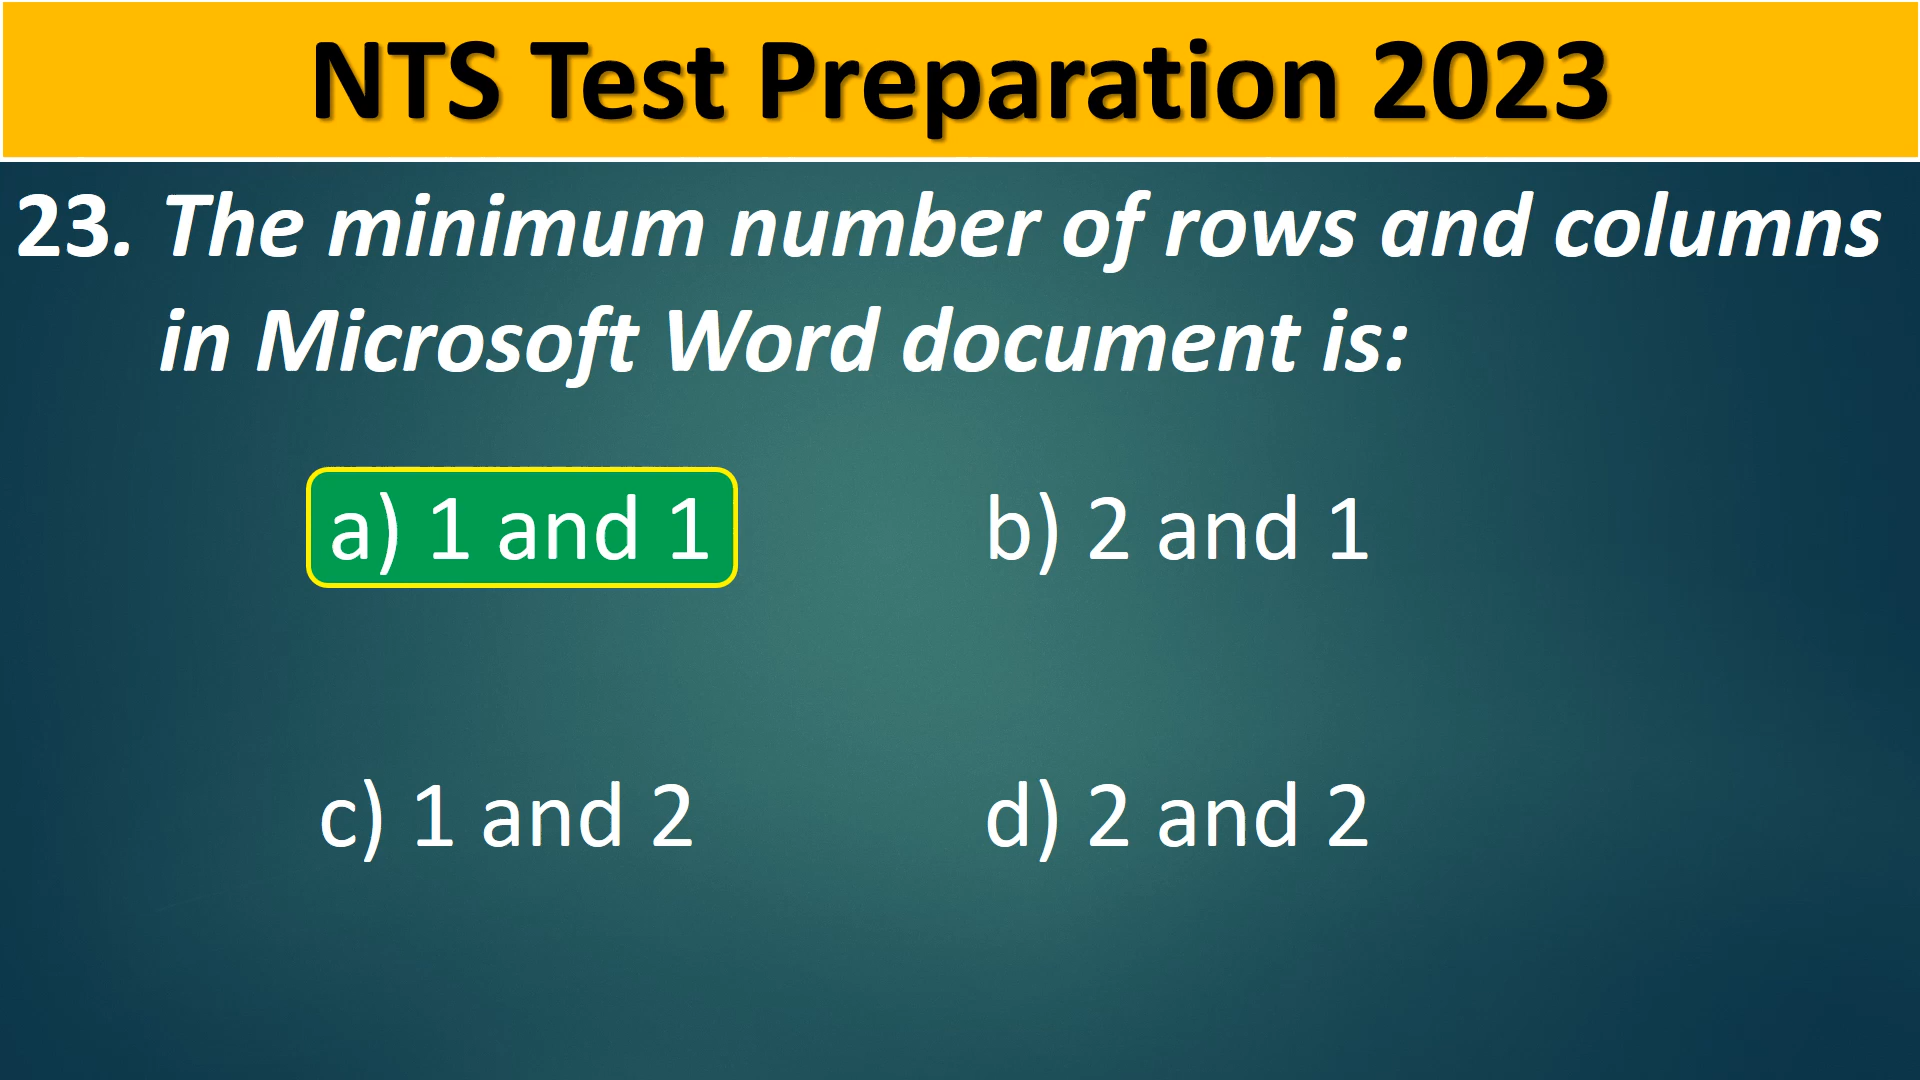 NTS Test Preparation 2023
23. The minimum number of rows and columns
in Microsoft Word document is:
a) 1 and 1
b) 2 and 1
c) 1 and 2
d) 2 and 2